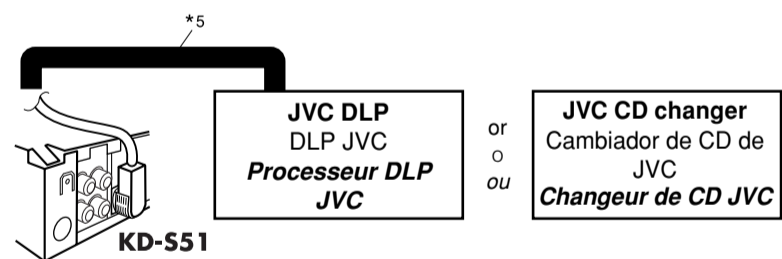 *5
JVC DLP
DLP JVC
Processeur DLP
JVC
or
o
ou
JVC CD changer
Cambiador de CD de
JVC
Changeur de CD JVC
KD-S51